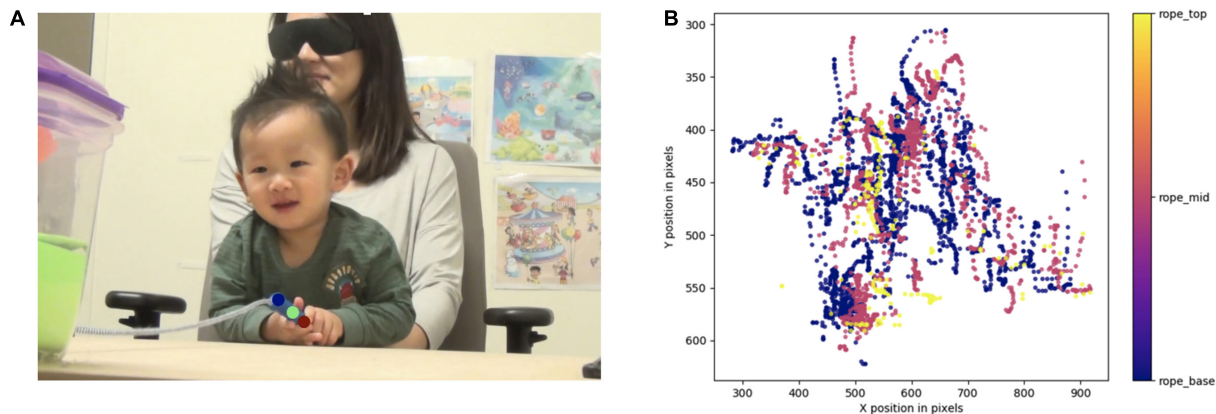 A
B
300
350
400
450
500
550
600
Y position in pixels
300 400 500 600 700 800 900
X position in pixels
rope_top
rope_mid
rope_base